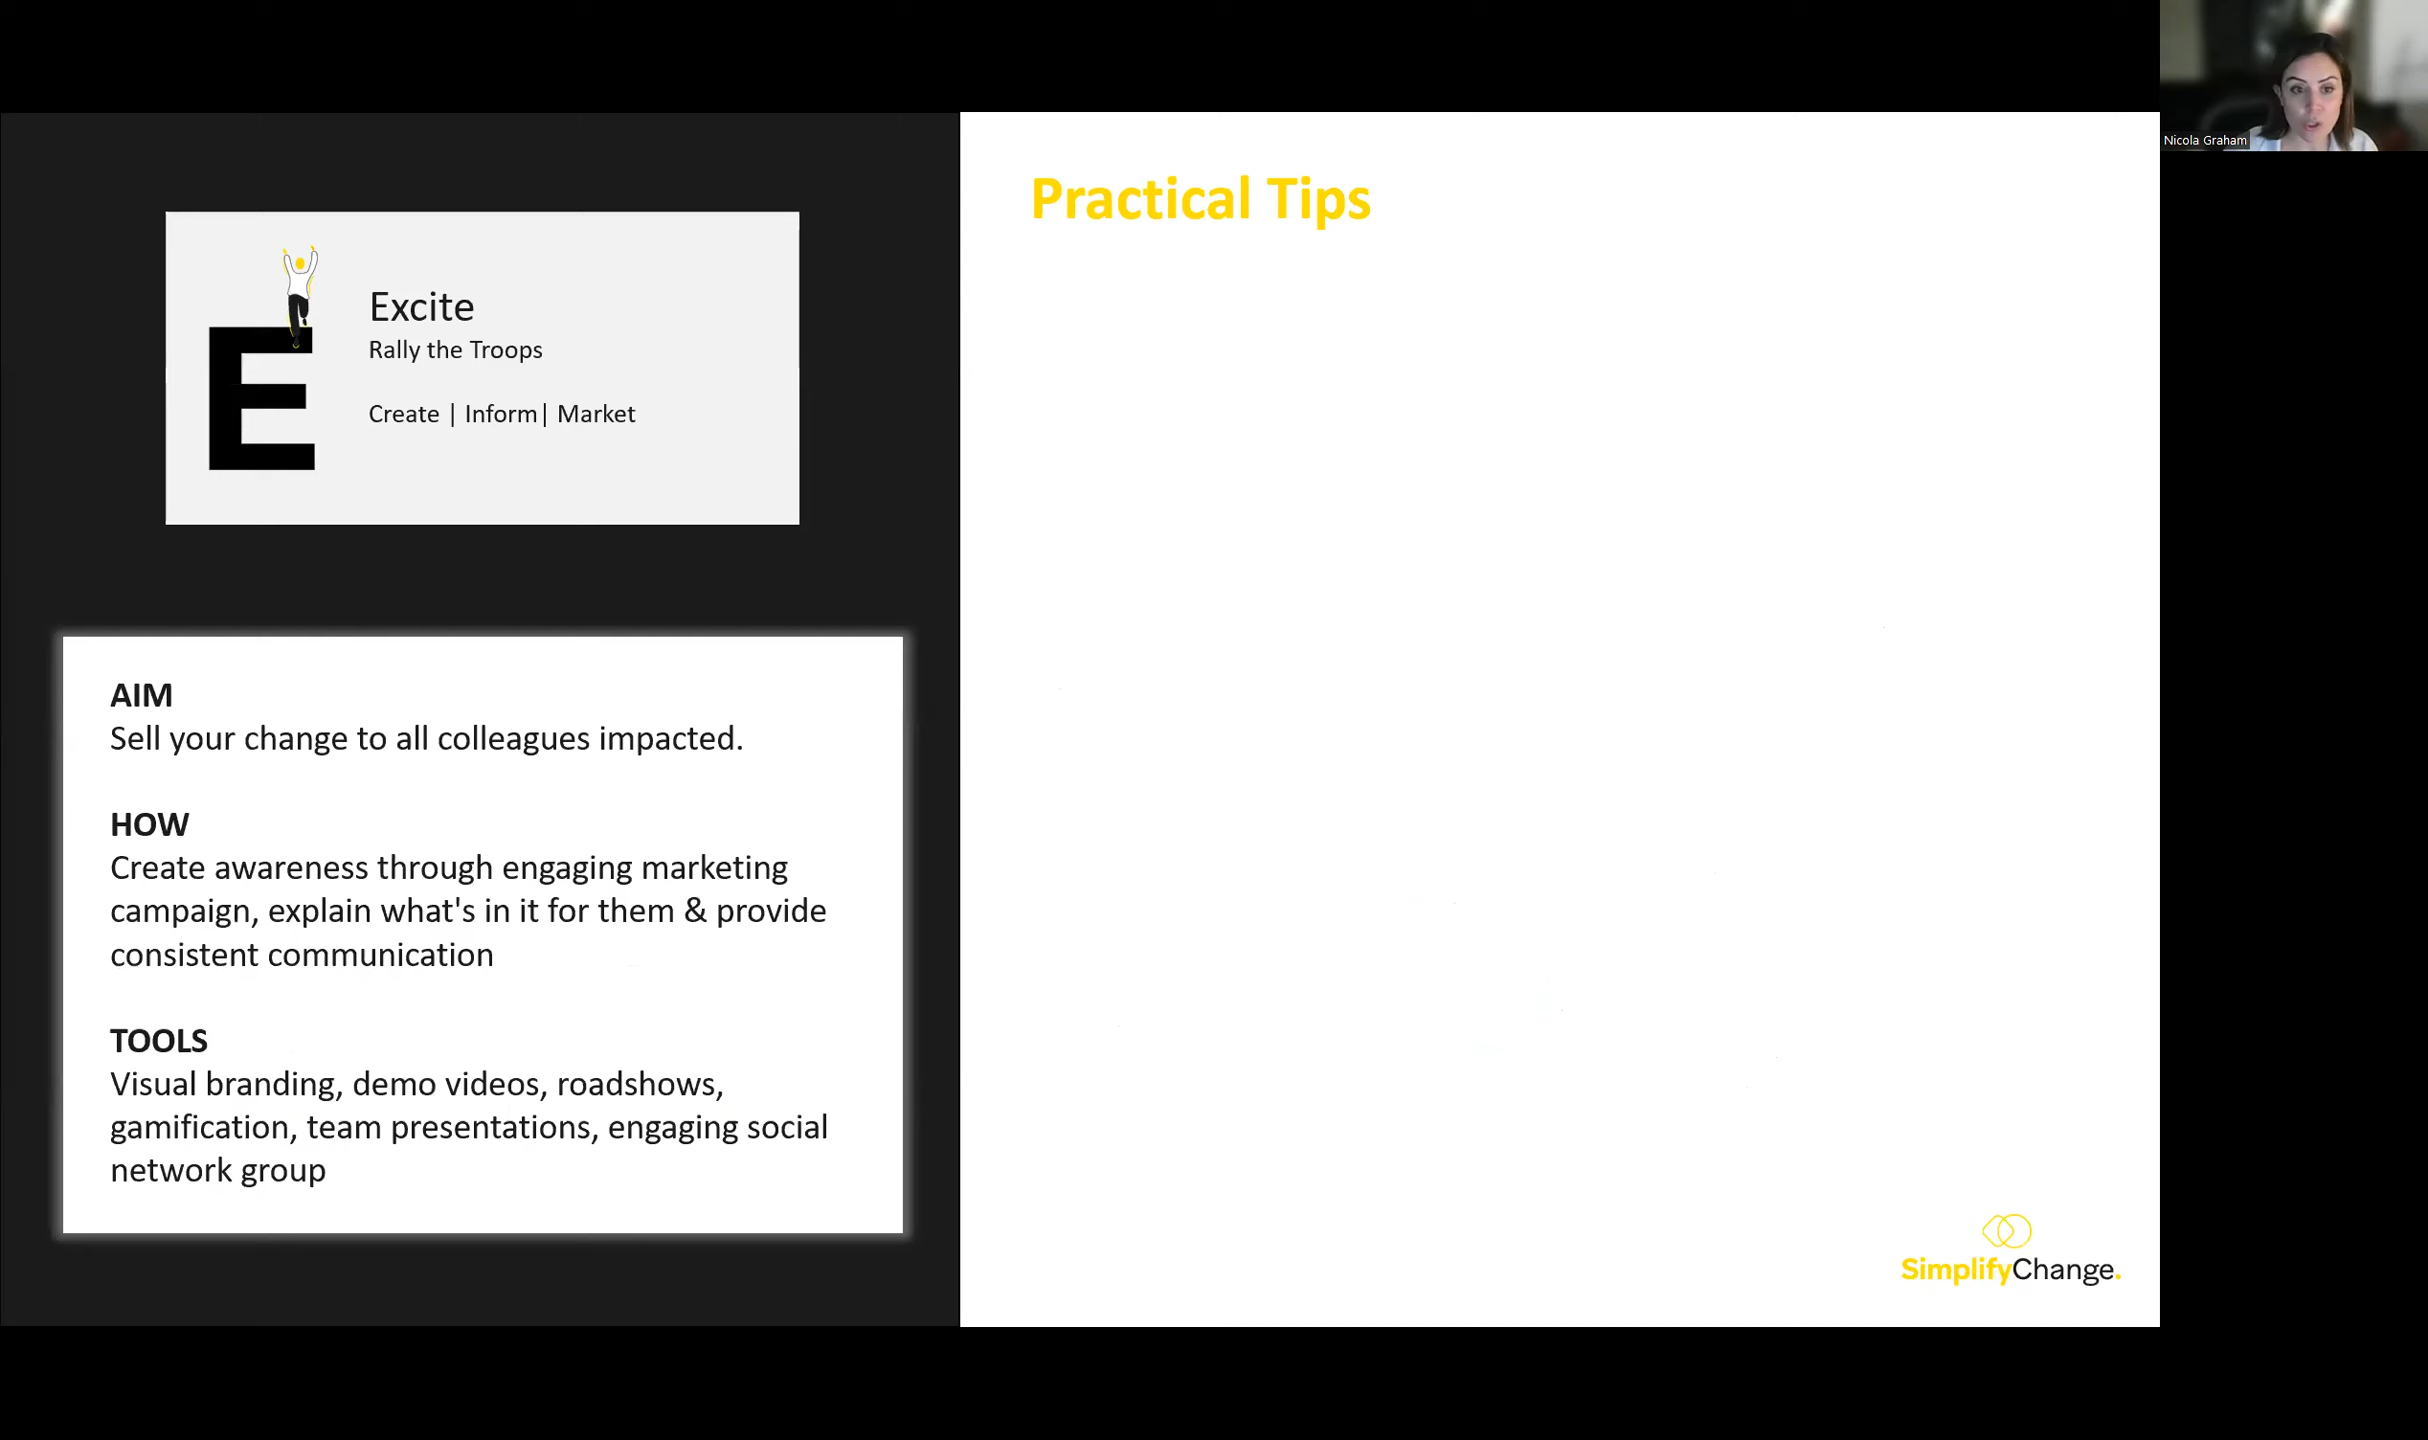 Nicola Graham
E
Excite
Rally the Troops
Create | Inform| Market
AIM
Sell your change to all colleagues impacted.
HOW
Create awareness through engaging marketing
campaign, explain what's in it for them & provide
consistent communication
TOOLS
Visual branding, demo videos, roadshows,
gamification, team presentations, engaging social
network group
Practical Tips
SimplifyChange.